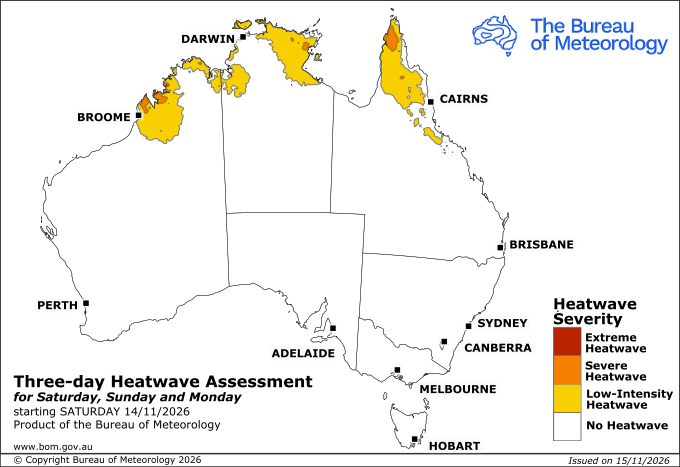 The Bureau
of Meteorology
DARWIN
CAIRNS
BROOME
BRISBANE
PERTH
SYDNEY
CANBERRA
ADELAIDE
MELBOURNE
HOBART
Heatwave
Severity
Extreme
Heatwave
Severe
Heatwave
Low-Intensity
Heatwave
No Heatwave
Three-day Heatwave Assessment
for Saturday, Sunday and Monday
starting SATURDAY 14/11/2026
Product of the Bureau of Meteorology
www.bom.gov.au
© Copyright Bureau of Meteorology 2026
Issued on 15/11/2026